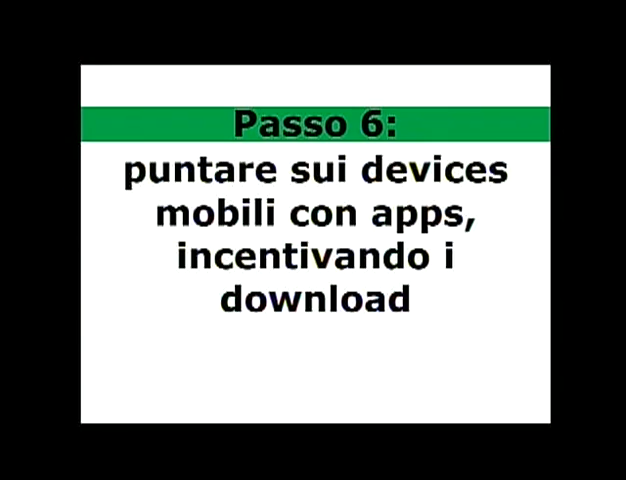 Passo 6:
puntare sui devices
mobili con apps,
incentivando i
download